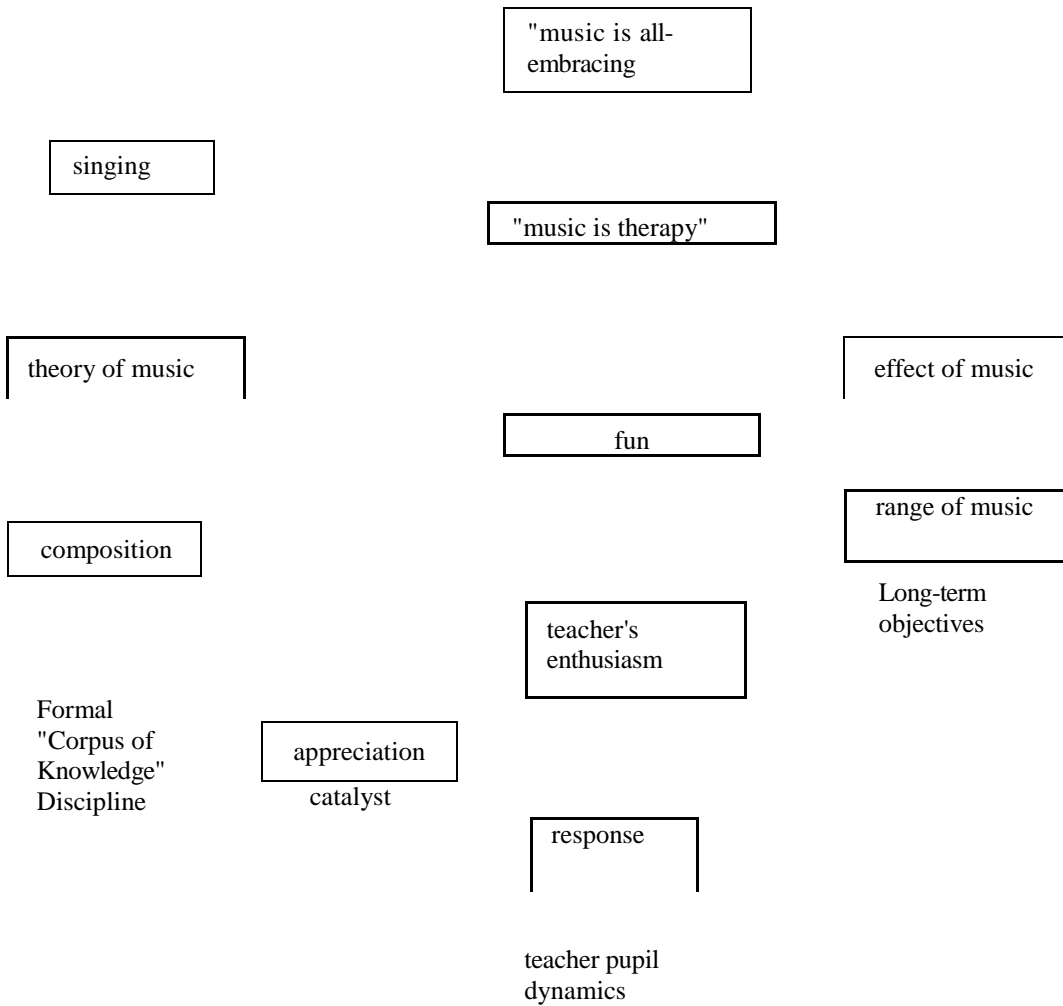 "music is all-
embracing
singing
"music is therapy"
theory of music
effect of music
fun
range of music
composition
Long-term
objectives
teacher's
enthusiasm
Formal
"Corpus of
Knowledge"
Discipline
appreciation
catalyst
response
teacher pupil
dynamics